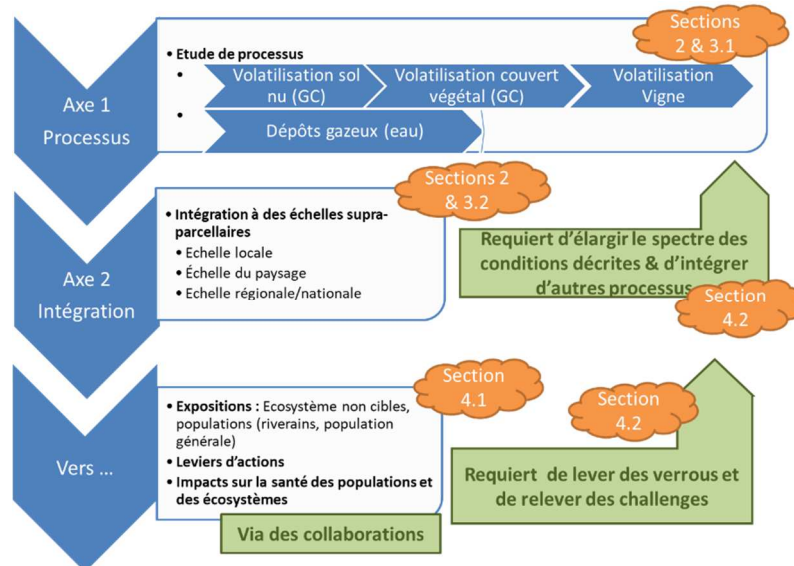 Sections
2 & 3.1
Axe 1
Processus
• Etude de processus
•
Volatilisation sol
nu (GC)
Volatilisation couvert
végétal (GC)
Volatilisation
Vigne
•
Dépôts gazeux (eau)
Sections 2
& 3.2
Axe 2
Intégration
• Intégration à des échelles supra-
parcellaires
• Echelle locale
• Échelle du paysage
• Echelle régionale/nationale
Requiert d'élargir le spectre des
conditions décrites & d'intégrer
d'autres processus
Section
4.2
Section
4.1
Vers ...
• Expositions : Ecosystème non cibles,
populations (riverains, population
générale)
• Leviers d'actions
• Impacts sur la santé des populations et
des écosystèmes
Via des collaborations
Section
4.2
Requiert de lever des verrous et
de relever des challenges